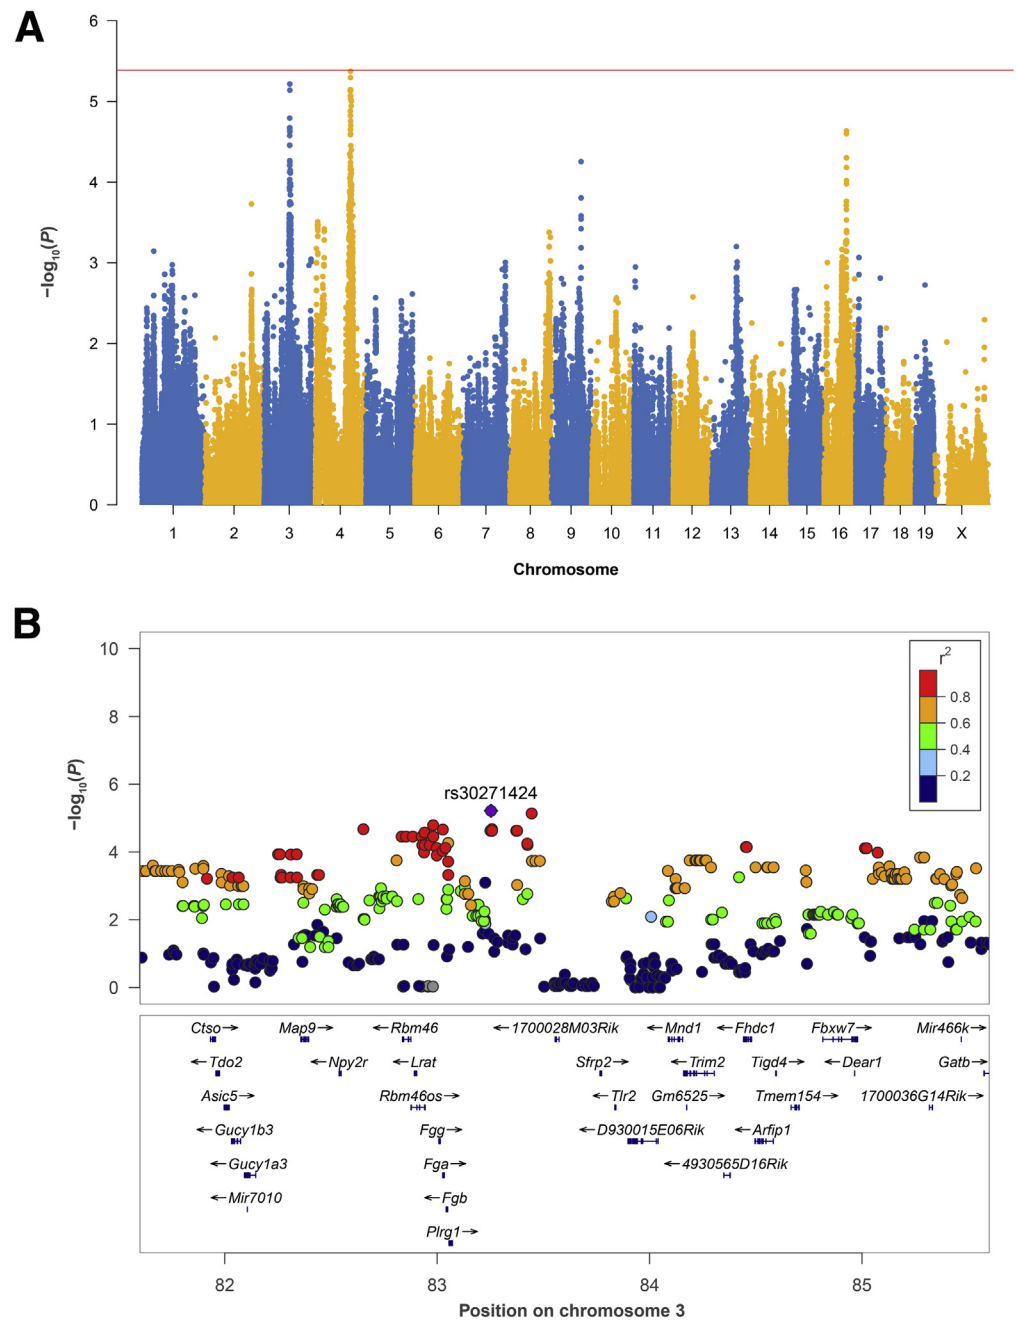 A
6
5
4
3
2
1
0
−log10(P)
1 2 3 4 5 6 7 8 9 10 11 12 13 14 15 16 17 18 19 X
Chromosome
B
10
8
6
4
2
0
−log10(P)
rs30271424
r2
0.8
0.6
0.4
0.2
Ctso→ Map9→ ←Rbm46 ←1700028M03Rik ←Mnd1 ←Fhdc1 Fbxw7→ Mir466k→
←Tdo2 ←Npy2r ←Lrat Sfrp2→ ←Trim2 Tigd4→ ←Dear1 Gatb→
Asic5→ Rbm46os→ ←Tlr2 Gm6525→ Tmem154→ 1700036G14Rik→
←Gucy1b3 Fgg→ ←D930015E06Rik ←Arfip1
←Gucy1a3 Fga→ ←4930565D16Rik
←Mir7010 ←Fgb
Plrg1→
82 83 84 85
Position on chromosome 3